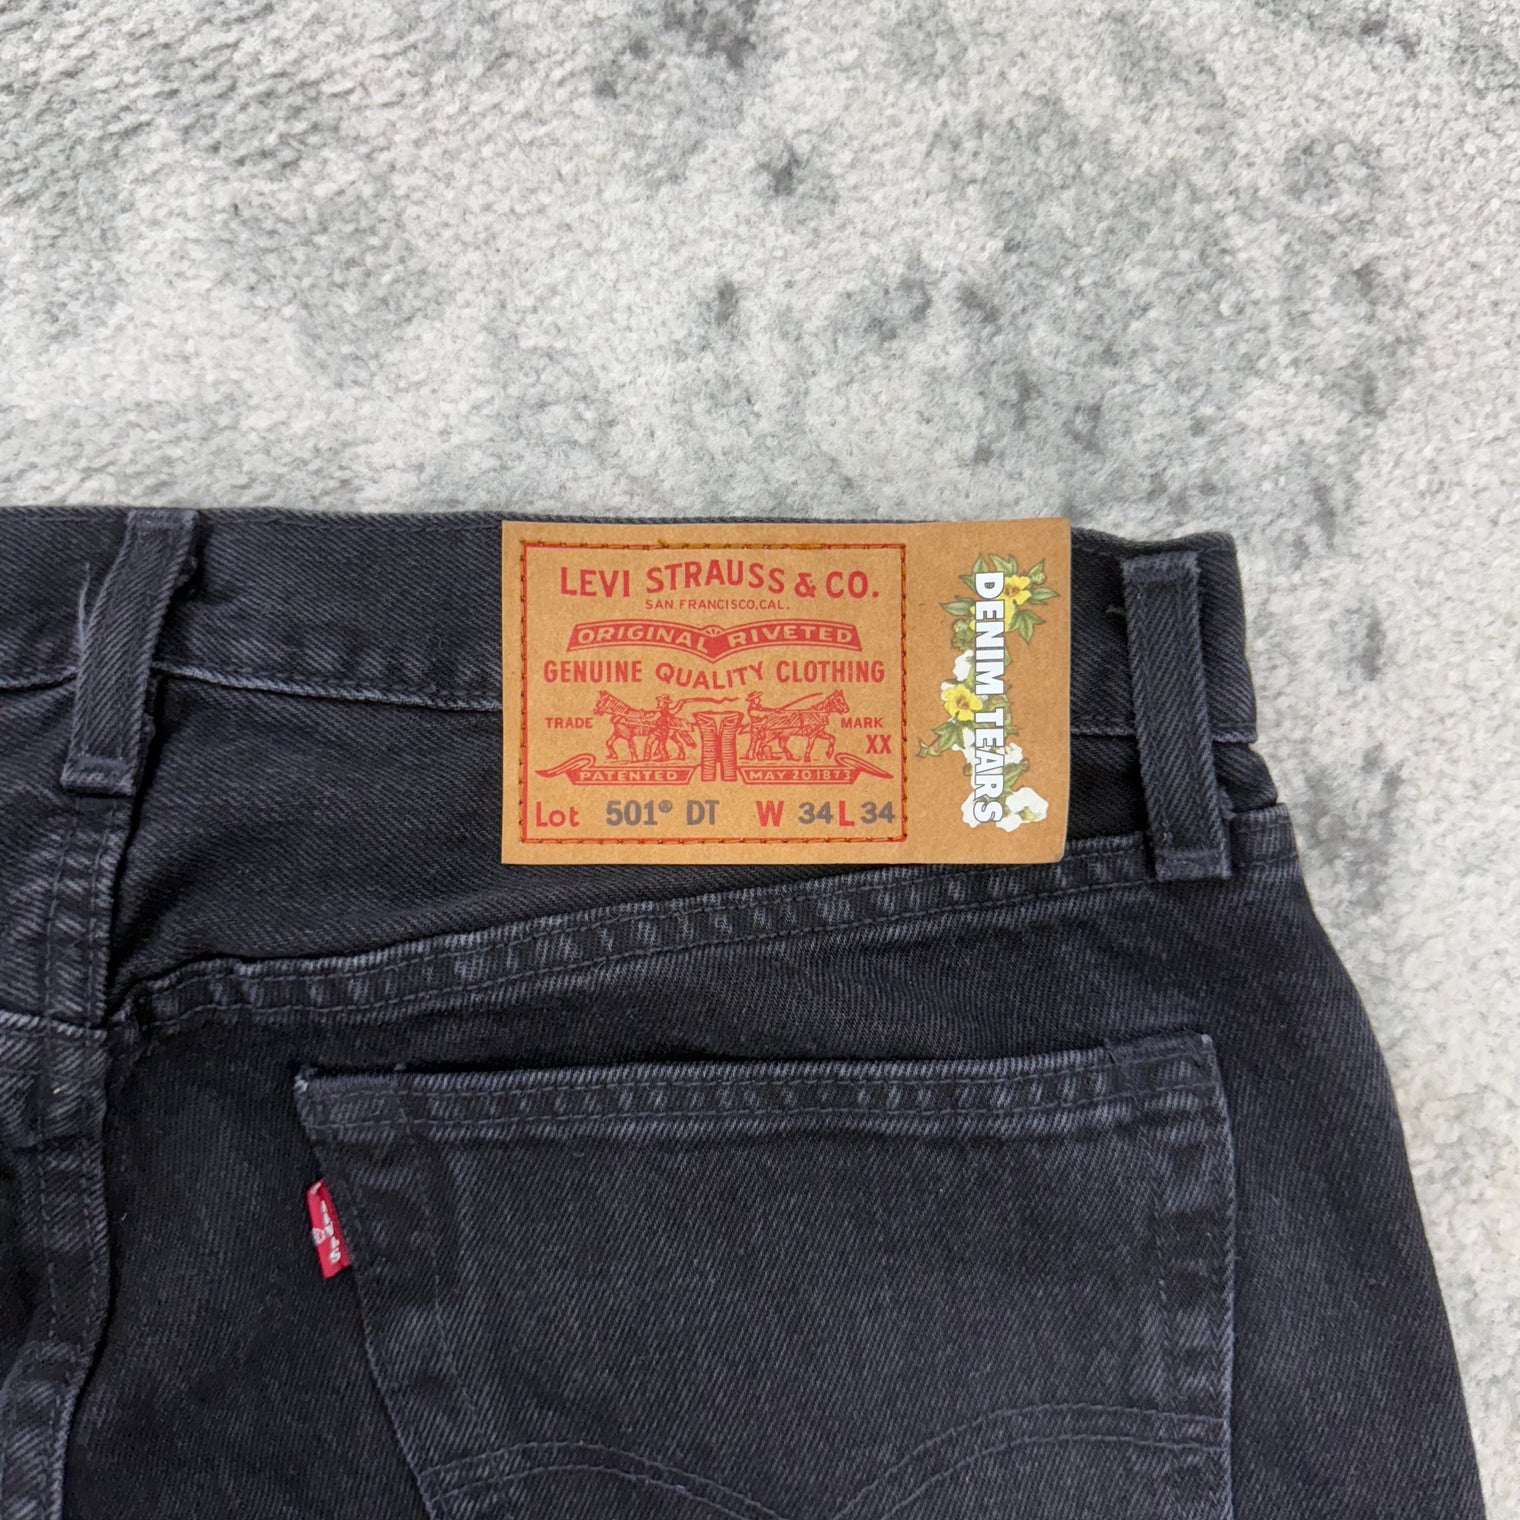 LEVI STRAUSS & CO.
SAN FRANCISCO, CAL.
ORIGINAL RIVETED
GENUINE QUALITY CLOTHING
TRADE MARK
XX
PATENTED MAY 20 1873
Lot 501® DT W 34 L 34
DENIM TEARS
LEVI'S